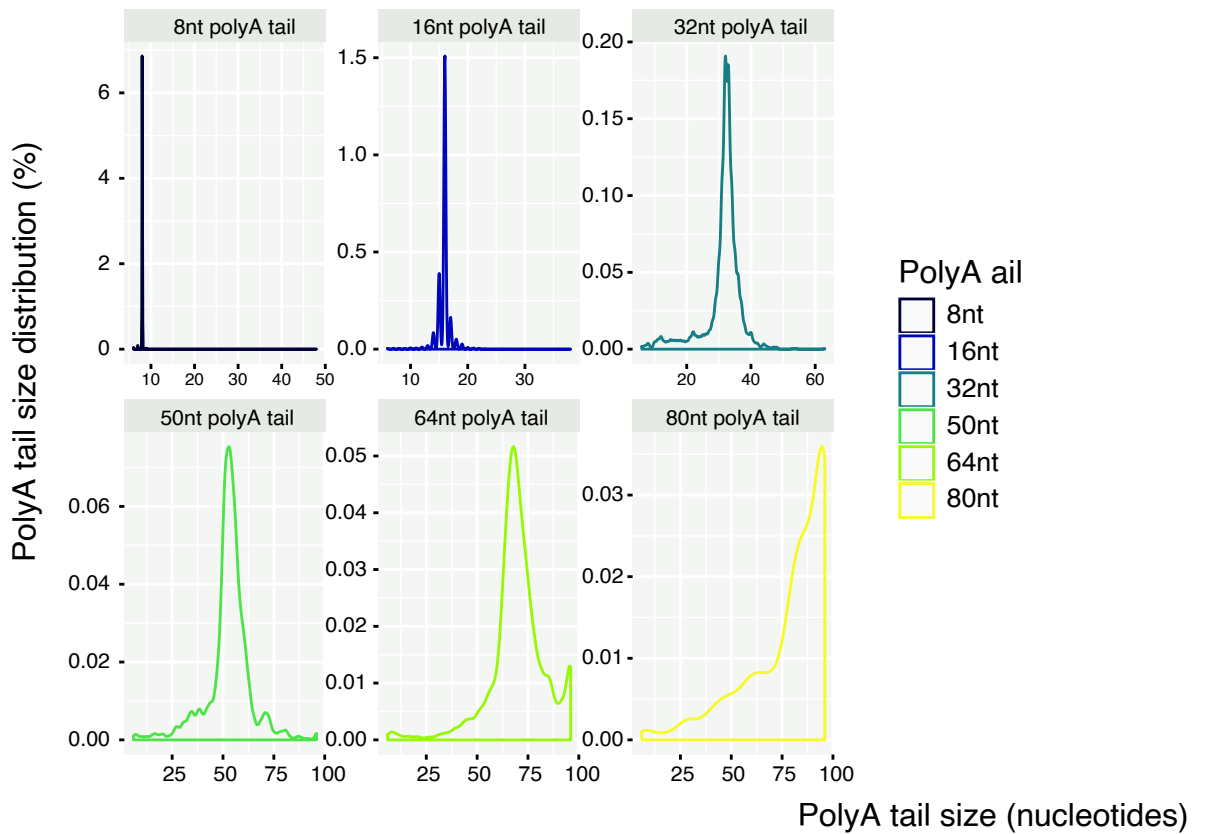 PolyA tail size distribution (%)
8nt polyA tail
6
4
2
0
10 20 30 40 50
16nt polyA tail
1.5
1.0
0.5
0.0
10 20 30
32nt polyA tail
0.20
0.15
0.10
0.05
0.00
20 40 60
50nt polyA tail
0.06
0.04
0.02
0.00
25 50 75 100
64nt polyA tail
0.05
0.04
0.03
0.02
0.01
0.00
25 50 75 100
80nt polyA tail
0.03
0.02
0.01
0.00
25 50 75 100
PolyA tail size (nucleotides)
PolyA ail
8nt
16nt
32nt
50nt
64nt
80nt